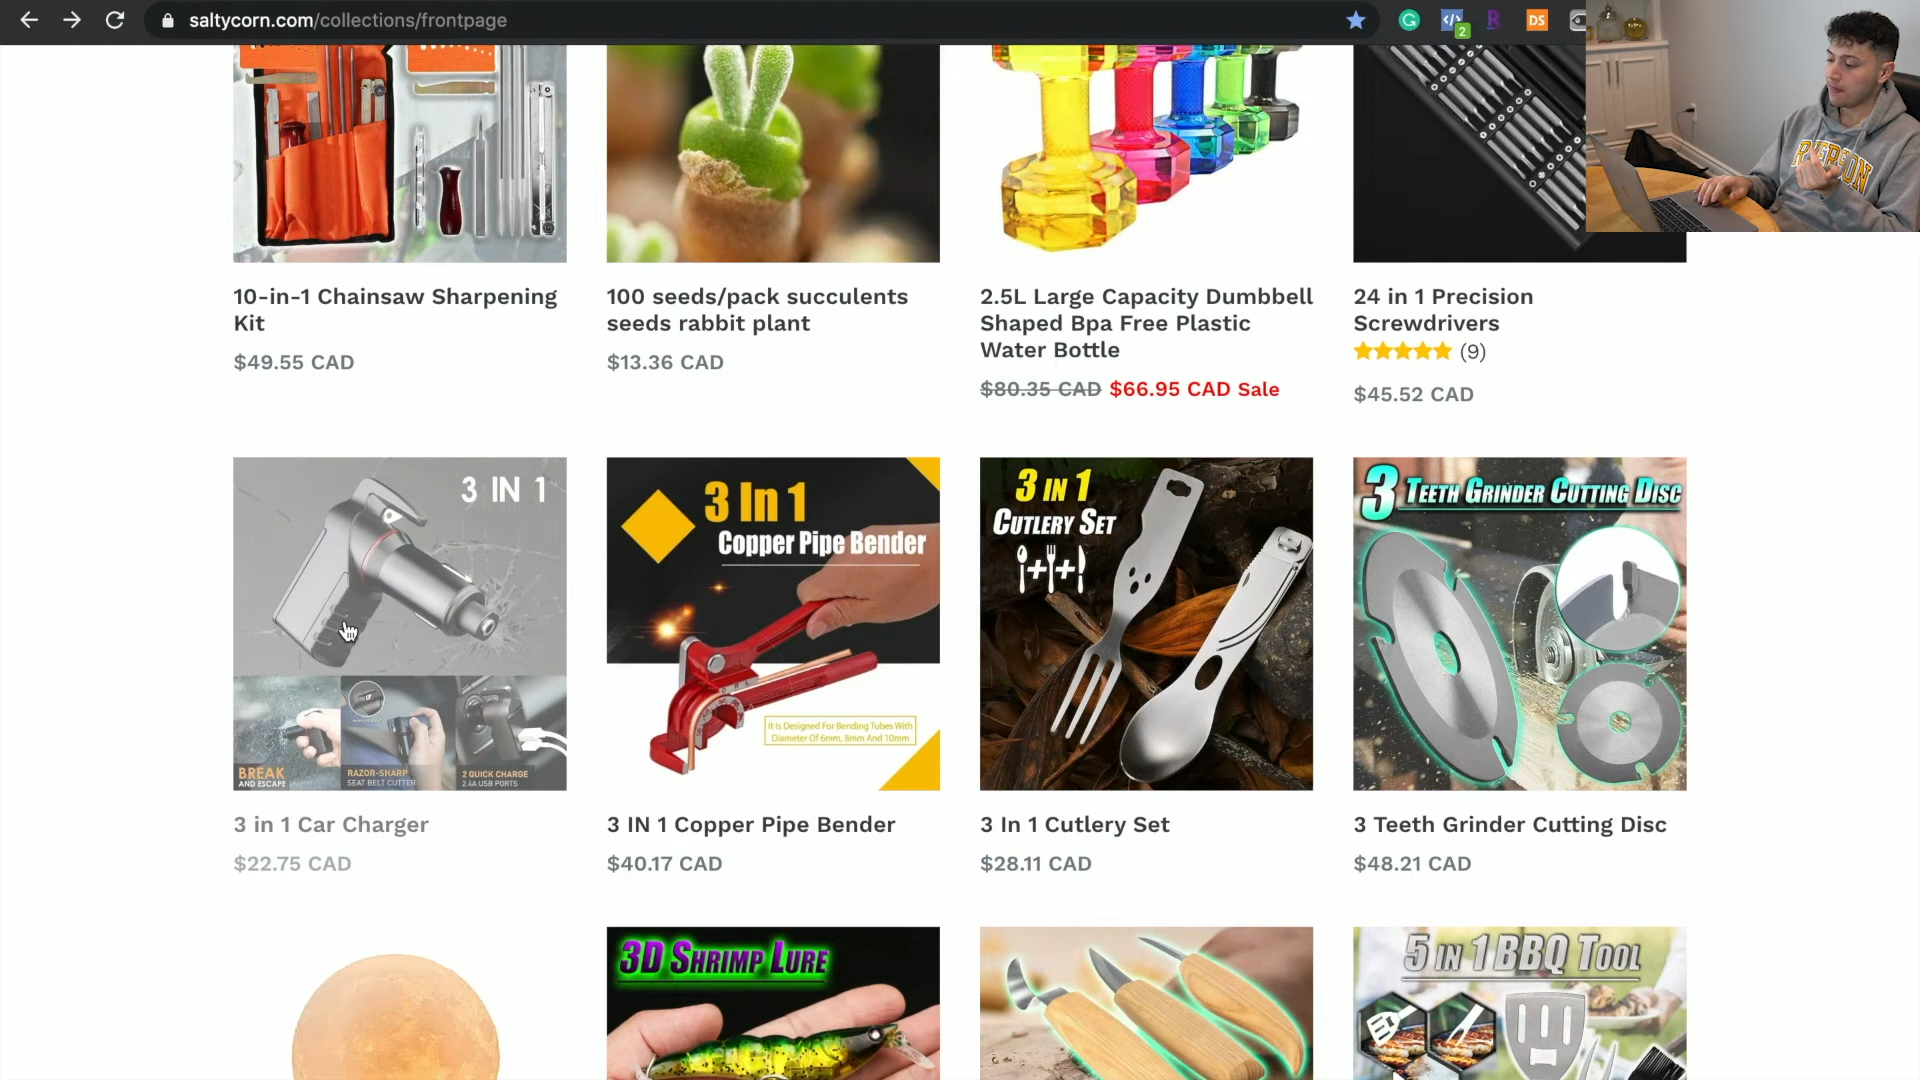 saltycorn.com/collections/frontpage
2
DS
10-in-1 Chainsaw Sharpening
Kit
$49.55 CAD
100 seeds/pack succulents
seeds rabbit plant
$13.36 CAD
2.5L Large Capacity Dumbbell
Shaped Bpa Free Plastic
Water Bottle
$80.35 CAD $66.95 CAD Sale
24 in 1 Precision
Screwdrivers
(9)
$45.52 CAD
3 IN 1
BREAK
AND ESCAPE
RAZOR-SHARP
SEAT BELT CUTTER
2 QUICK CHARGE
2.4A USB PORTS
3 in 1 Car Charger
$22.75 CAD
3 In 1
Copper Pipe Bender
It Is Designed For Bending Tubes With
Diameter Of 6mm, 8mm And 10mm
3 IN 1 Copper Pipe Bender
$40.17 CAD
3 IN 1
CUTLERY SET
3 In 1 Cutlery Set
$28.11 CAD
3 TEETH GRINDER CUTTING DISC
3 Teeth Grinder Cutting Disc
$48.21 CAD
3D SHRIMP LURE
5 IN 1 BBQ TOOL